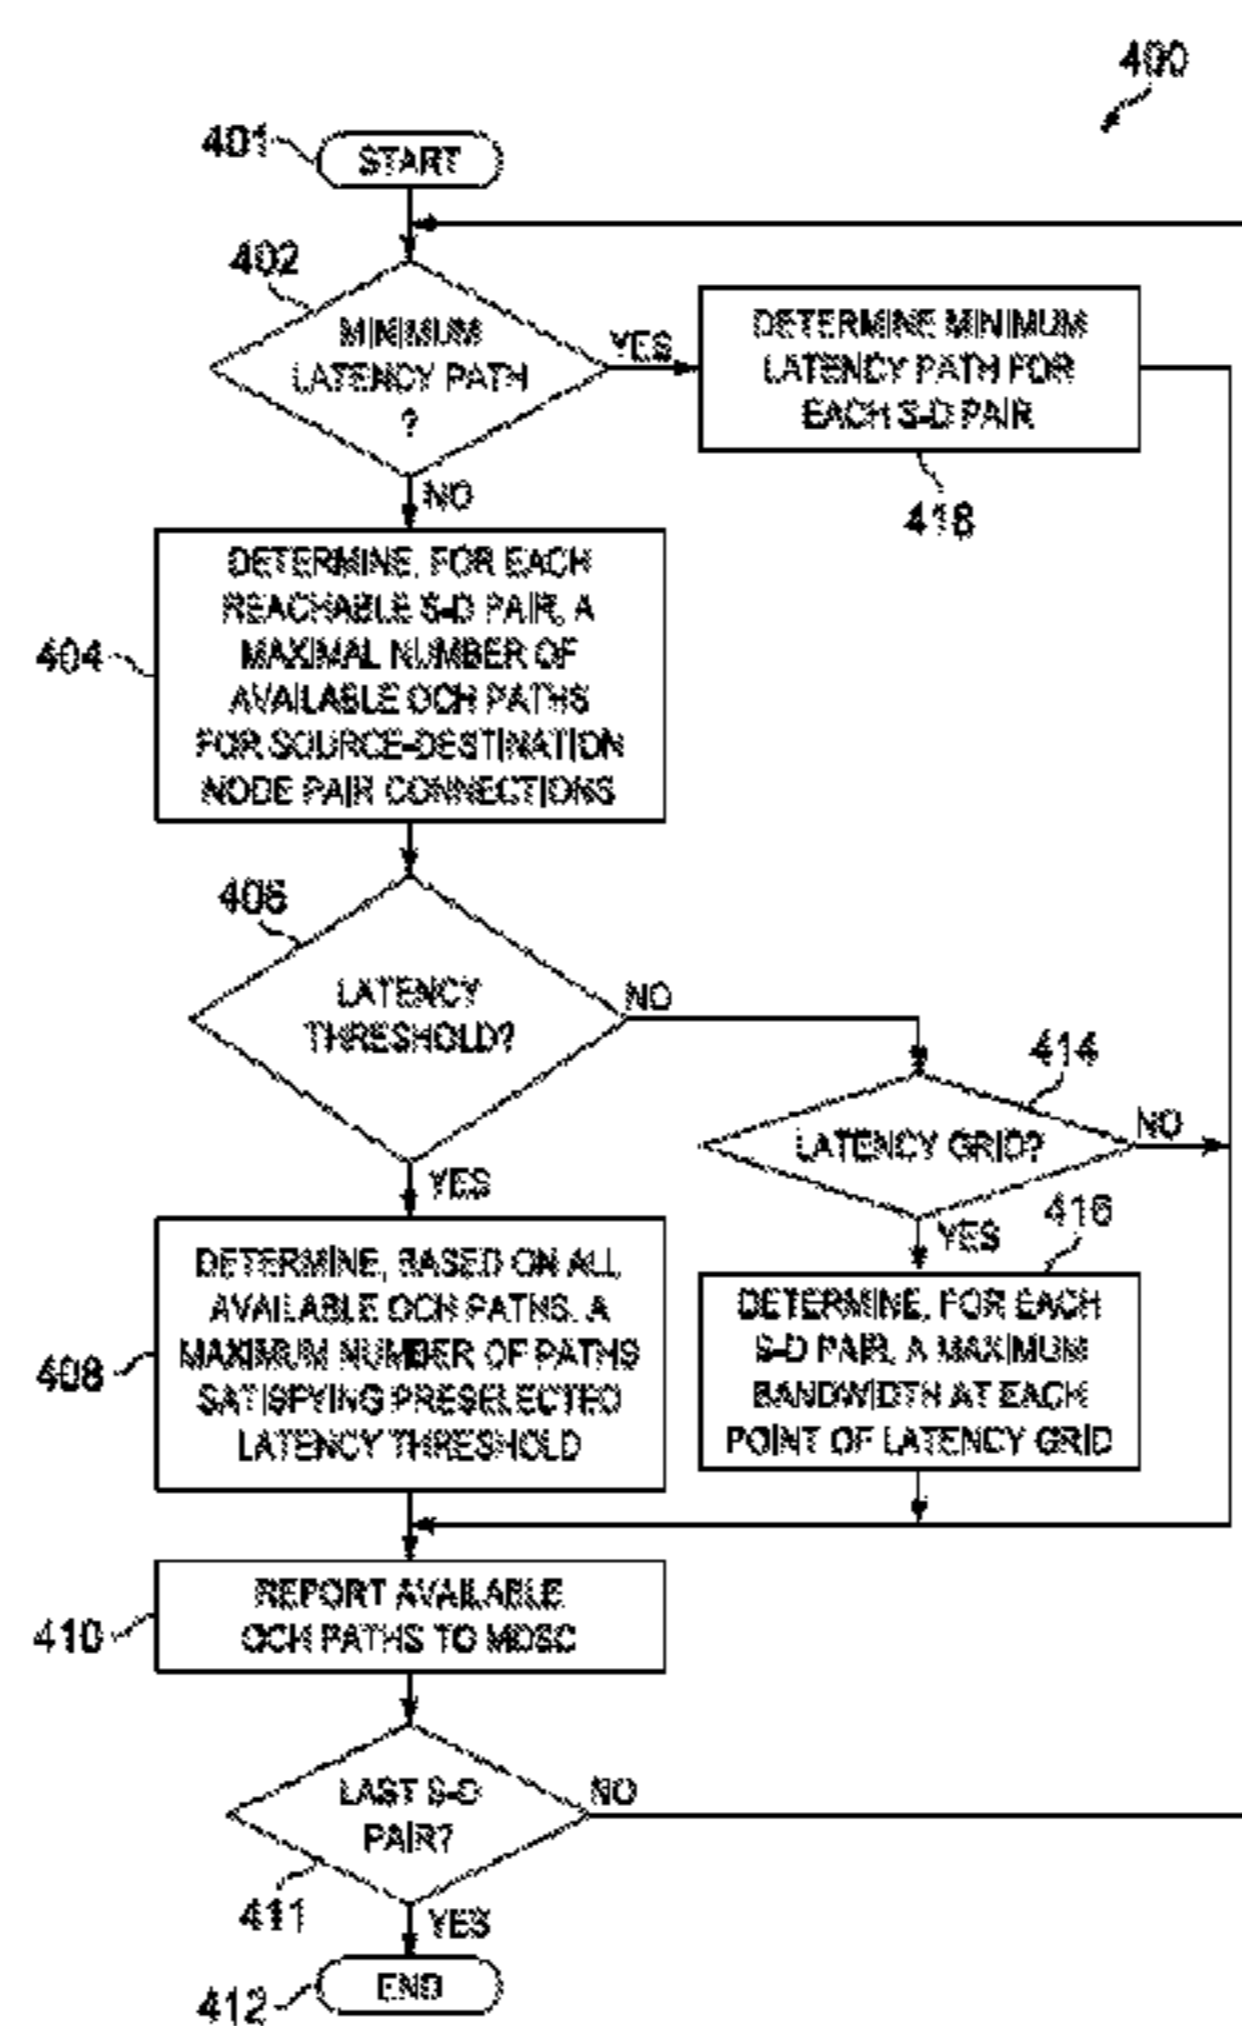 400
401
START
402
MINIMUM
LATENCY PATH
?
YES
DETERMINE MINIMUM
LATENCY PATH FOR
EACH S-D PAIR
418
NO
404
DETERMINE, FOR EACH
REACHABLE S-D PAIR, A
MAXIMAL NUMBER OF
AVAILABLE OCH PATHS
FOR SOURCE-DESTINATION
NODE PAIR CONNECTIONS
406
LATENCY
THRESHOLD?
NO
414
LATENCY GRID?
NO
YES
416
YES
408
DETERMINE, BASED ON ALL
AVAILABLE OCH PATHS, A
MAXIMUM NUMBER OF PATHS
SATISFYING PRESELECTED
LATENCY THRESHOLD
DETERMINE, FOR EACH
S-D PAIR, A MAXIMUM
BANDWIDTH AT EACH
POINT OF LATENCY GRID
410
REPORT AVAILABLE
OCH PATHS TO MDSC
LAST S-D
PAIR?
NO
411
YES
412
END